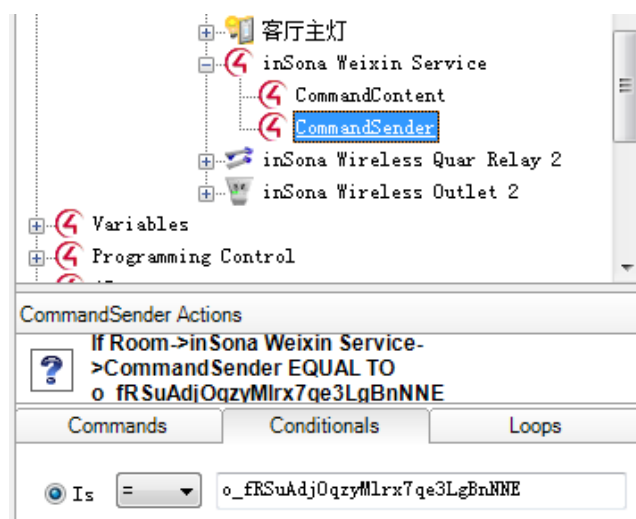 客厅主灯
inSona Weixin Service
CommandContent
CommandSender
inSona Wireless Quar Relay 2
inSona Wireless Outlet 2
Variables
Programming Control
CommandSender Actions
If Room->inSona Weixin Service-
>CommandSender EQUAL TO
o_fRSuAdjOqzyMlrx7qe3LgBnNNE
Commands Conditionals Loops
Is = o_fRSuAdjOqzyMlrx7qe3LgBnNNE